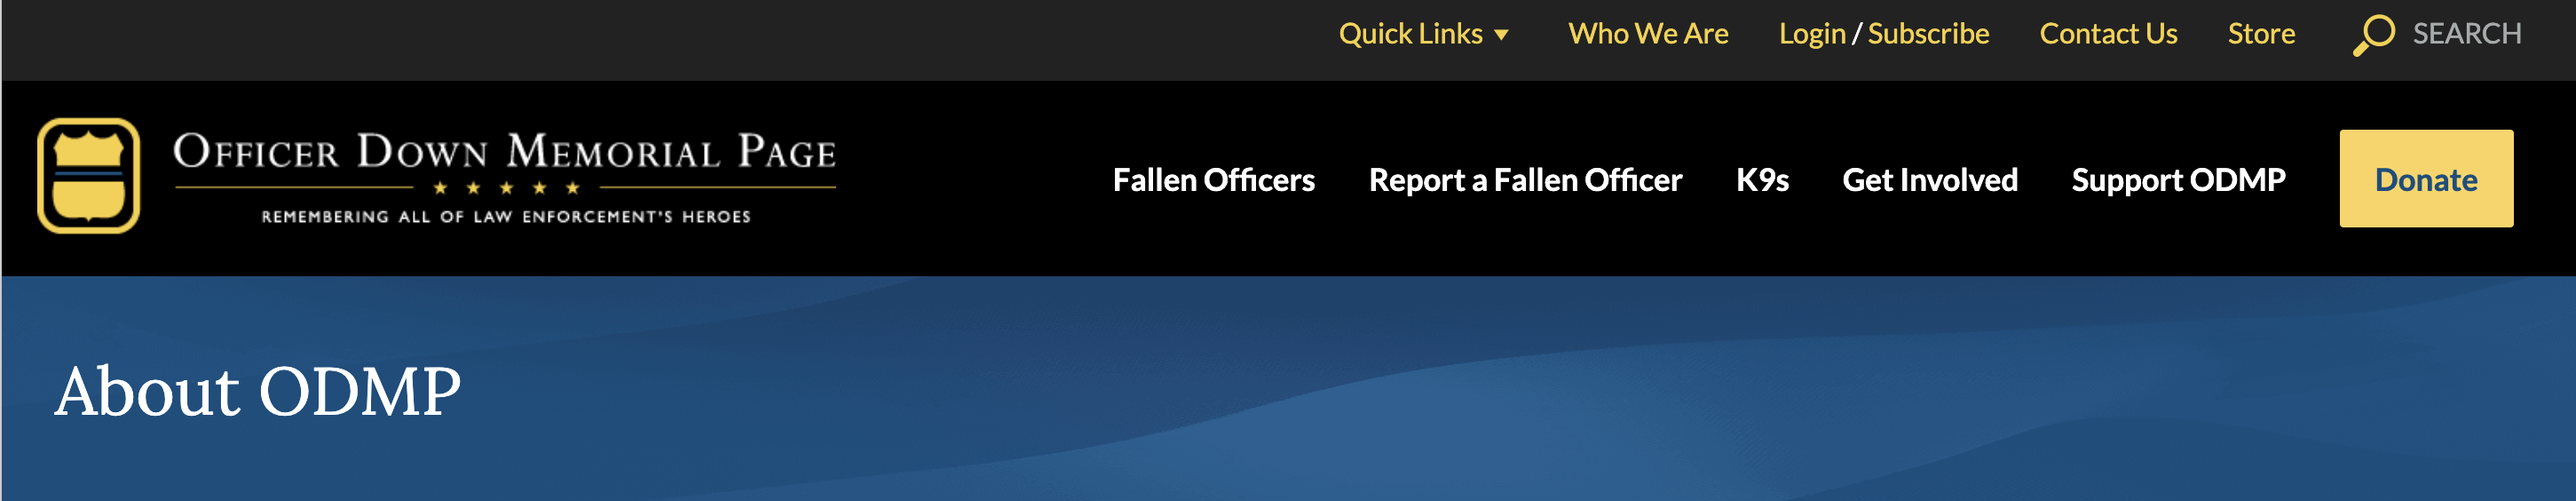 Quick Links Who We Are Login / Subscribe Contact Us Store SEARCH
OFFICER DOWN MEMORIAL PAGE
REMEMBERING ALL OF LAW ENFORCEMENT'S HEROES
Fallen Officers Report a Fallen Officer K9s Get Involved Support ODMP Donate
About ODMP